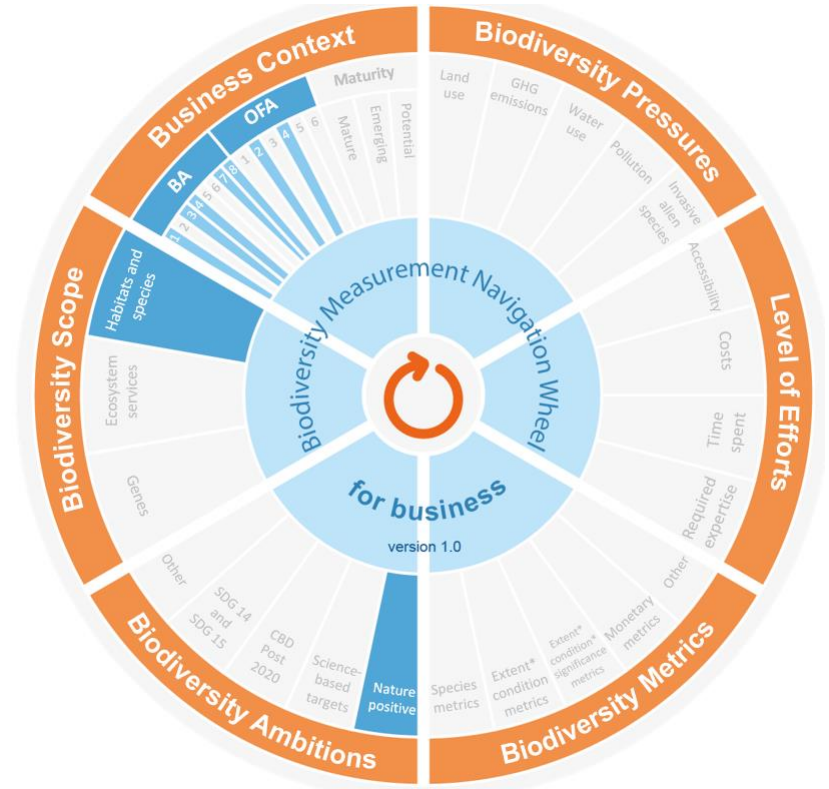 Business Context
BA
1 2 3 4 5 6 7 8
OFA
1 2 3 4 5 6
Maturity
Mature
Emerging
Potential
Biodiversity Pressures
Land
use
GHG
emissions
Water
use
Pollution
Invasive
alien
species
Level of Efforts
Accessibility
Costs
Time
spent
Required
expertise
Biodiversity Metrics
Other
Monetary
metrics
Extent*
condition*
significance
metrics
Extent*
condition
metrics
Species
metrics
Biodiversity Ambitions
Nature
positive
Science-
based
targets
CBD
Post
2020
SDG 14
and
SDG 15
Other
Biodiversity Scope
Genes
Ecosystem
services
Habitats and
species
Biodiversity Measurement Navigation Wheel
for business
version 1.0